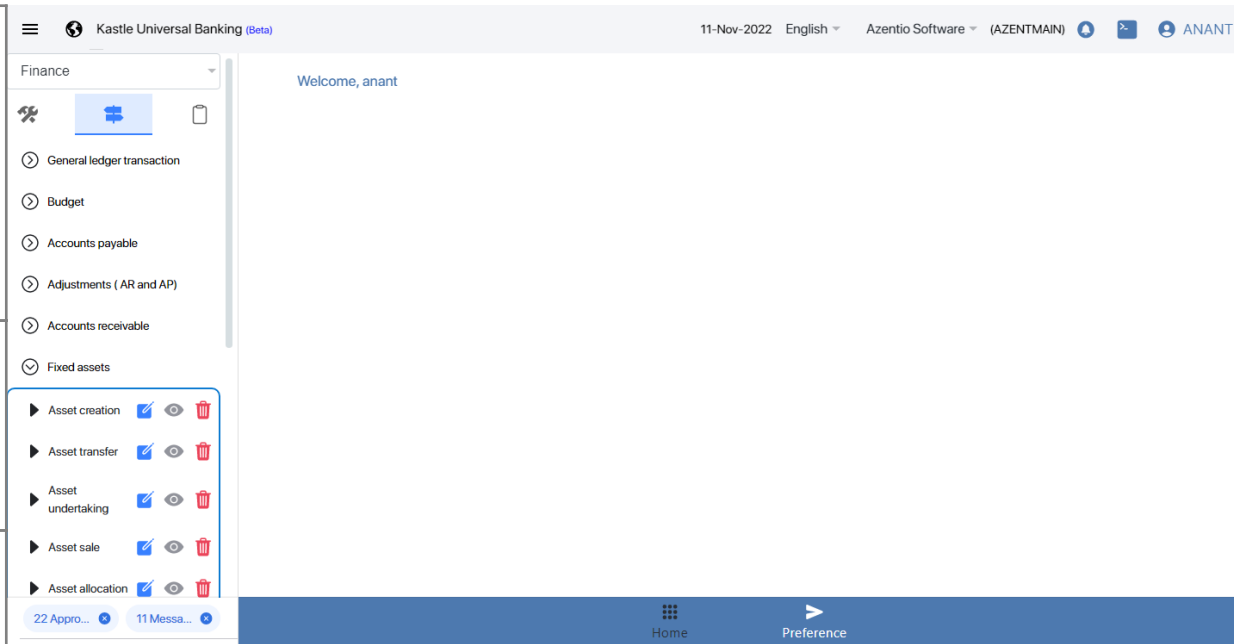 Kastle Universal Banking (Beta)
11-Nov-2022 English Azentio Software (AZENTMAIN) ANANT
Finance
Welcome, anant
General ledger transaction
Budget
Accounts payable
Adjustments ( AR and AP)
Accounts receivable
Fixed assets
Asset creation
Asset transfer
Asset
undertaking
Asset sale
Asset allocation
22 Appro... 11 Messa...
Home Preference